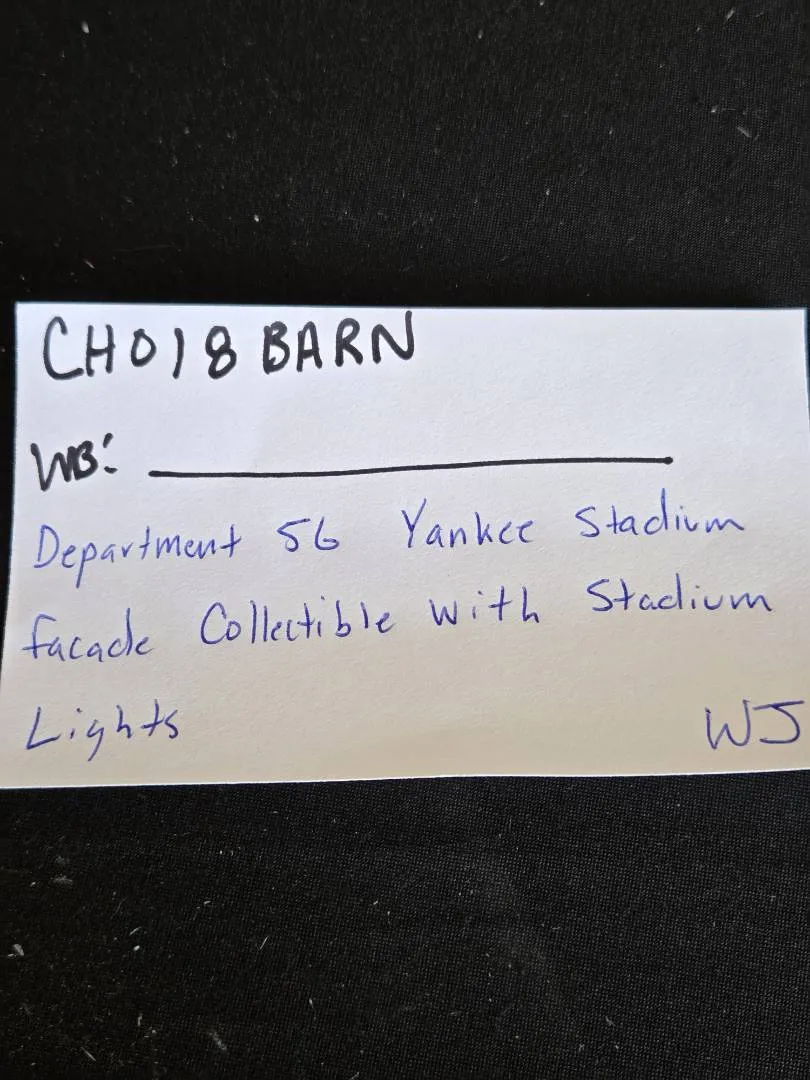 CH018 BARN
WB:
Department 56 Yankee Stadium
facade Collectible With Stadium
Lights
WJ